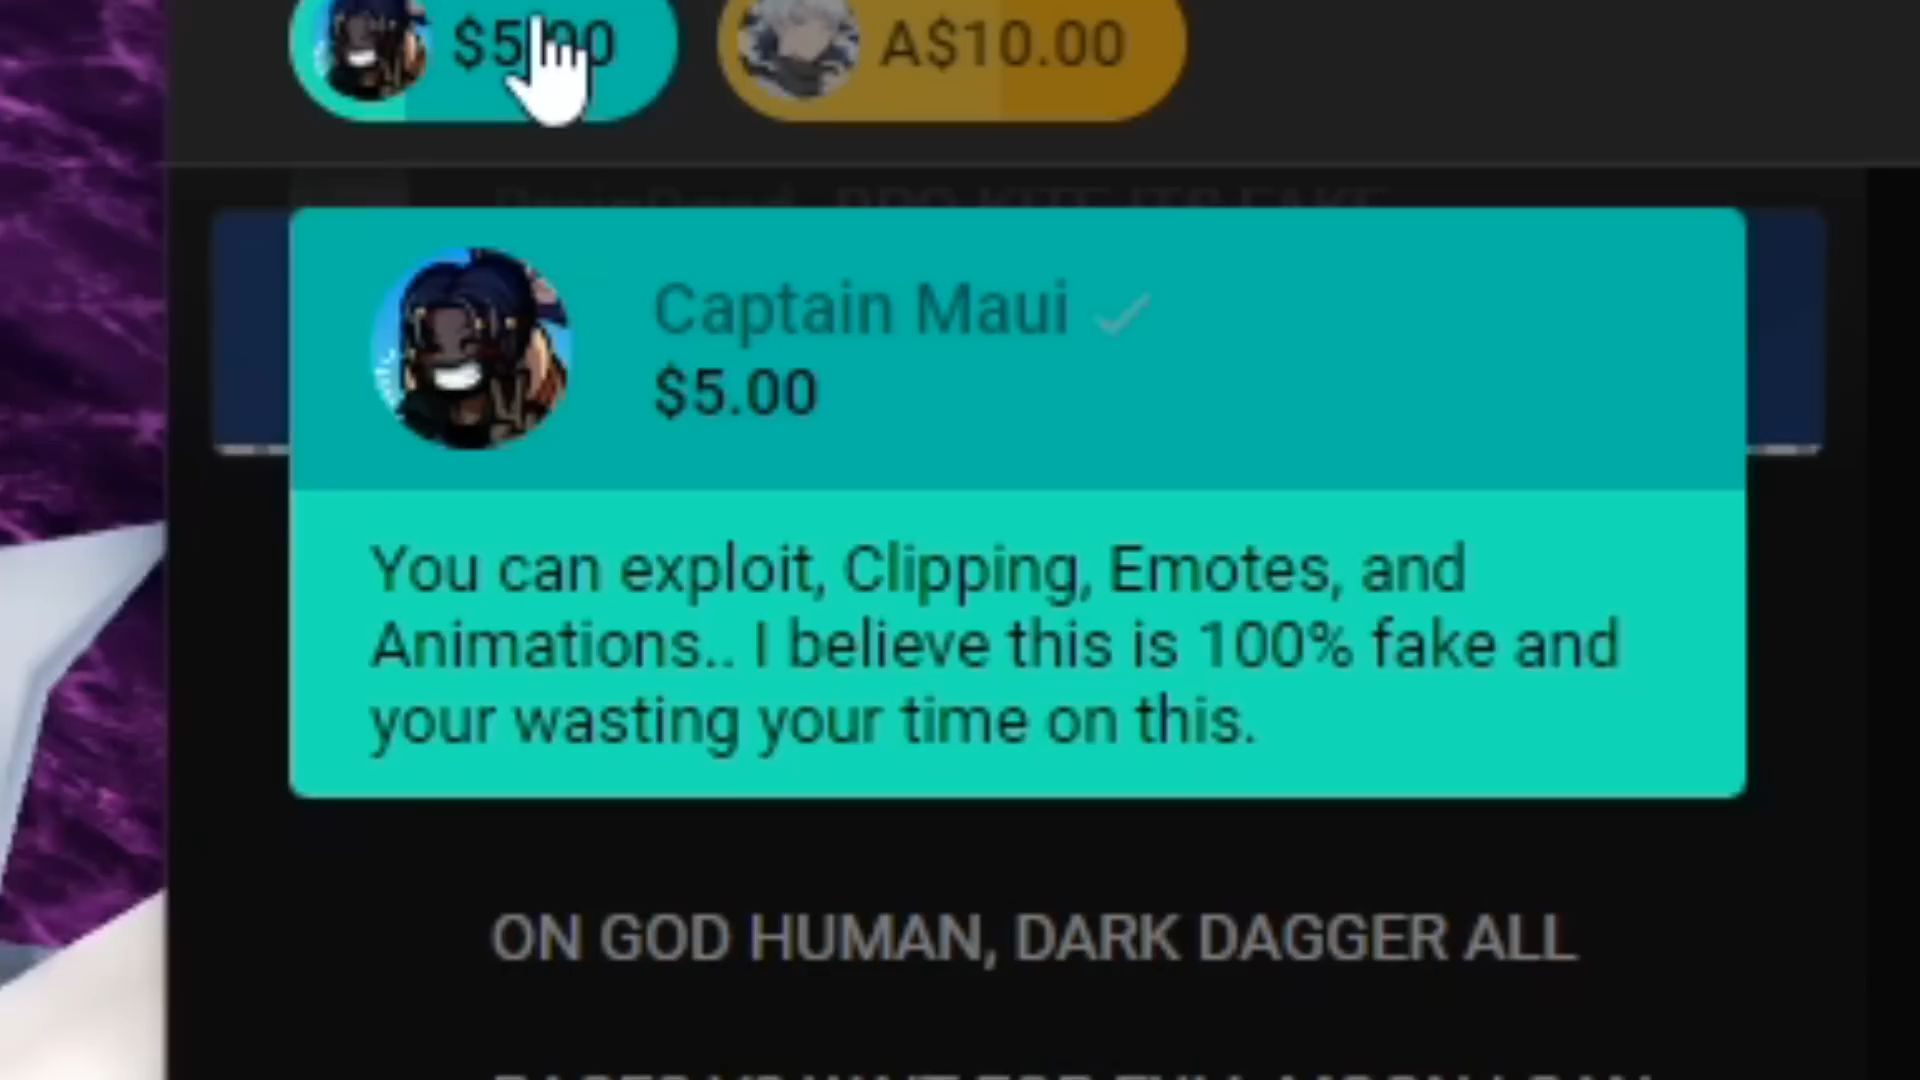 $5.00 A$10.00
Captain Maui
$5.00
You can exploit, Clipping, Emotes, and
Animations.. I believe this is 100% fake and
your wasting your time on this.
ON GOD HUMAN, DARK DAGGER ALL